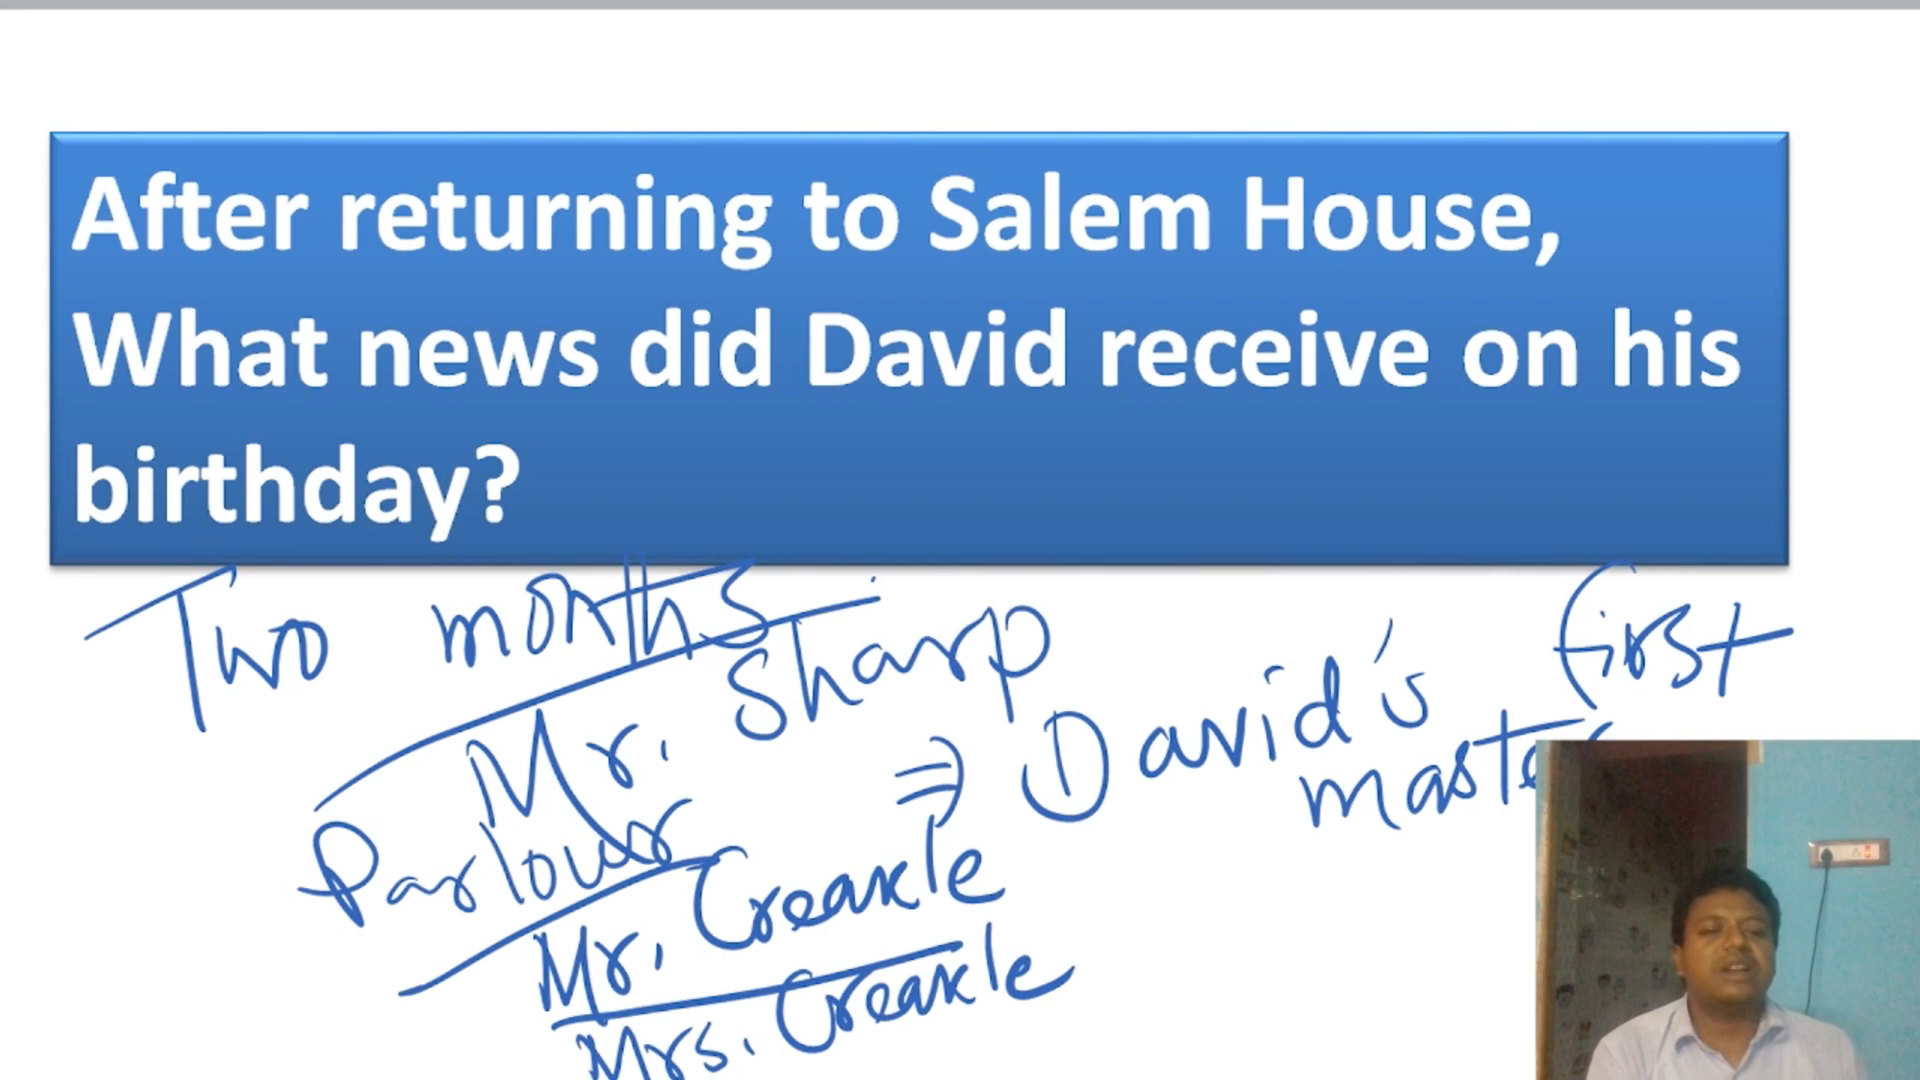 After returning to Salem House,
What news did David receive on his
birthday?
Two months
Mr. Sharp
⇒ David's first
master
Parlour
Mr. Creakle
Mrs. Creakle